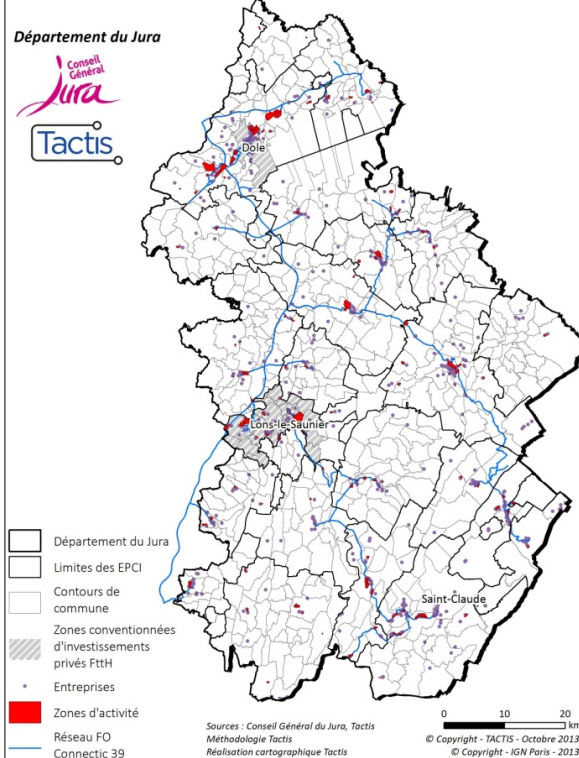 Département du Jura
Conseil
Général
Jura
Tactis
Dole
Lons-le-Saunier
Saint-Claude
Département du Jura
Limites des EPCI
Contours de
commune
Zones conventionnées
d'investissements
privés FttH
Entreprises
Zones d'activité
Réseau FO
Connectic 39
Sources : Conseil Général du Jura, Tactis
Méthodologie Tactis
Réalisation cartographique Tactis
0 10 20
km
© Copyright - TACTIS - Octobre 2013
© Copyright - IGN Paris - 2013